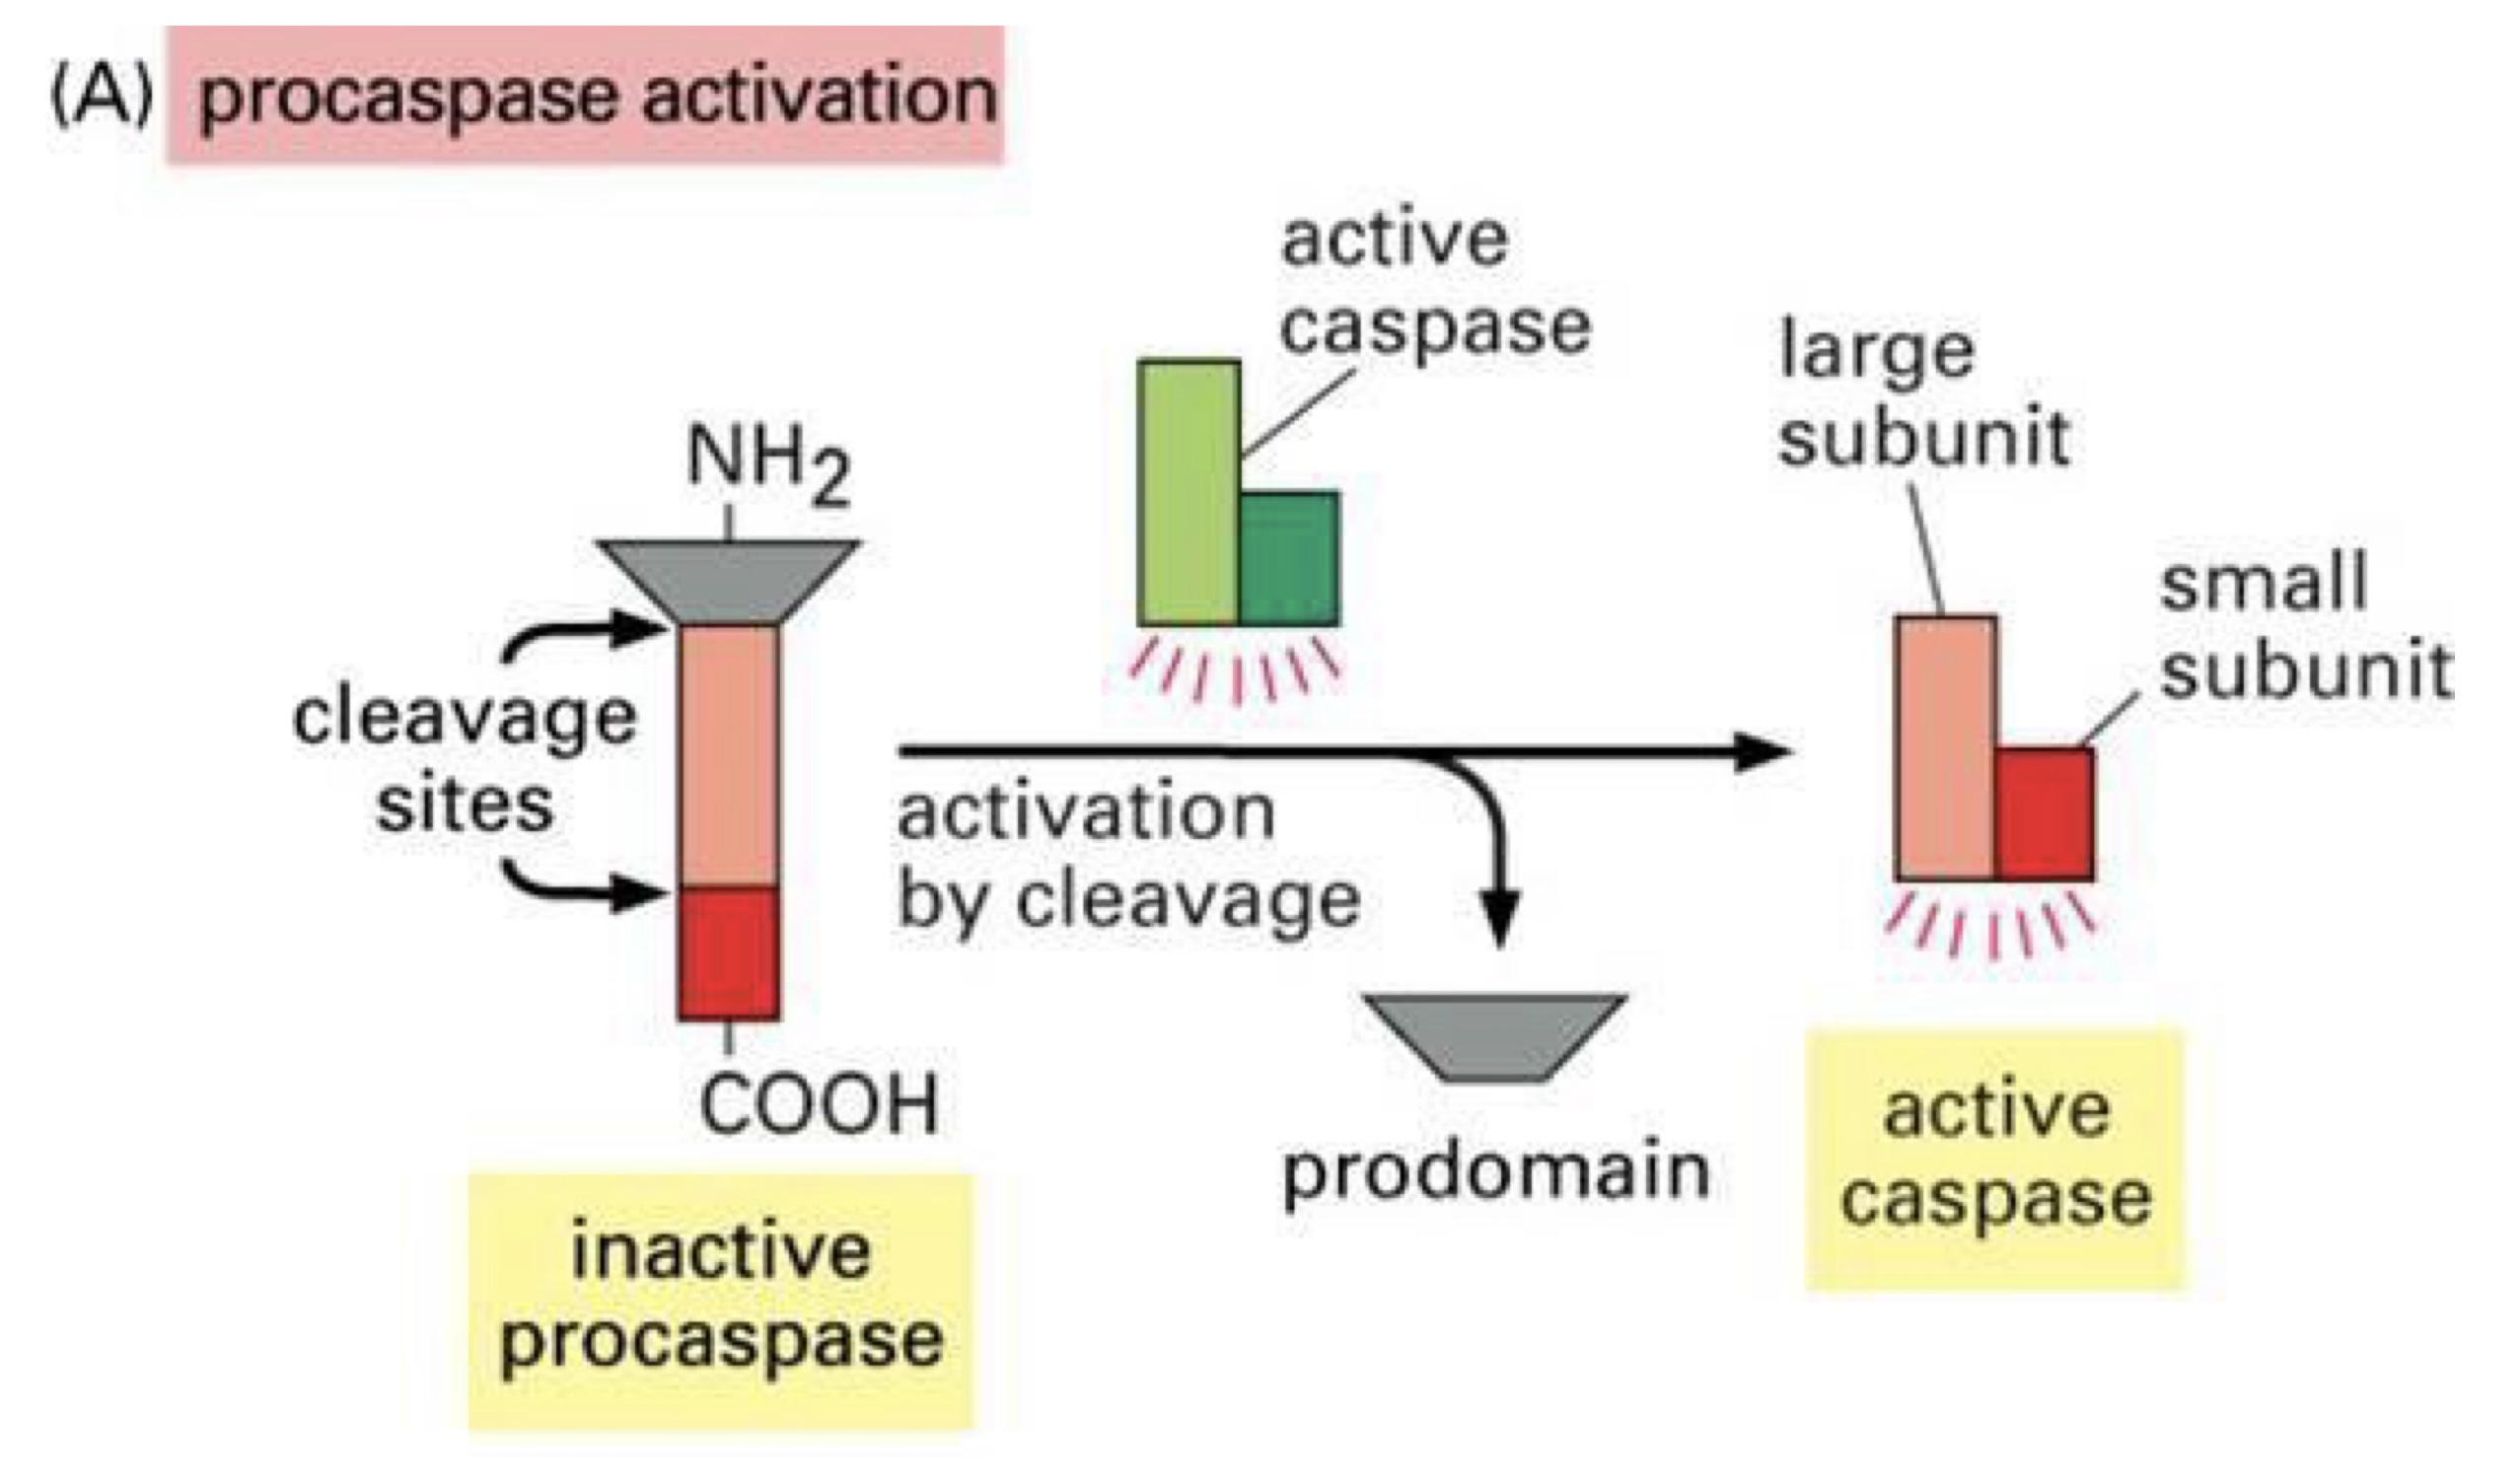 (A) procaspase activation
active
caspase
large
subunit
NH2
small
subunit
cleavage
sites
activation
by cleavage
COOH
prodomain
active
caspase
inactive
procaspase